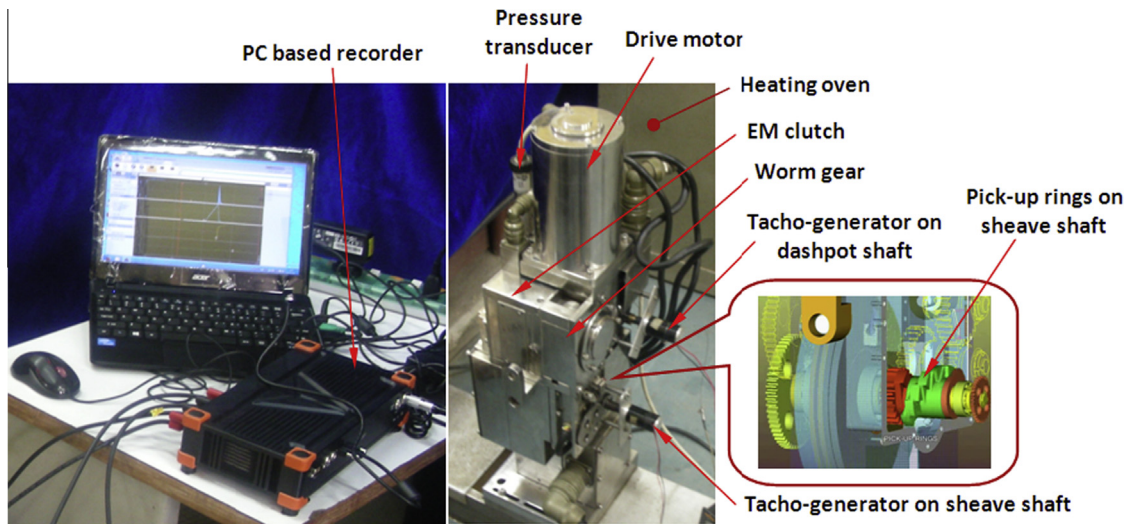 Pressure
transducer
Drive motor
PC based recorder
Heating oven
EM clutch
Worm gear
Pick-up rings on
sheave shaft
Tacho-generator on
dashpot shaft
acer
PICK-UP RINGS
Tacho-generator on sheave shaft